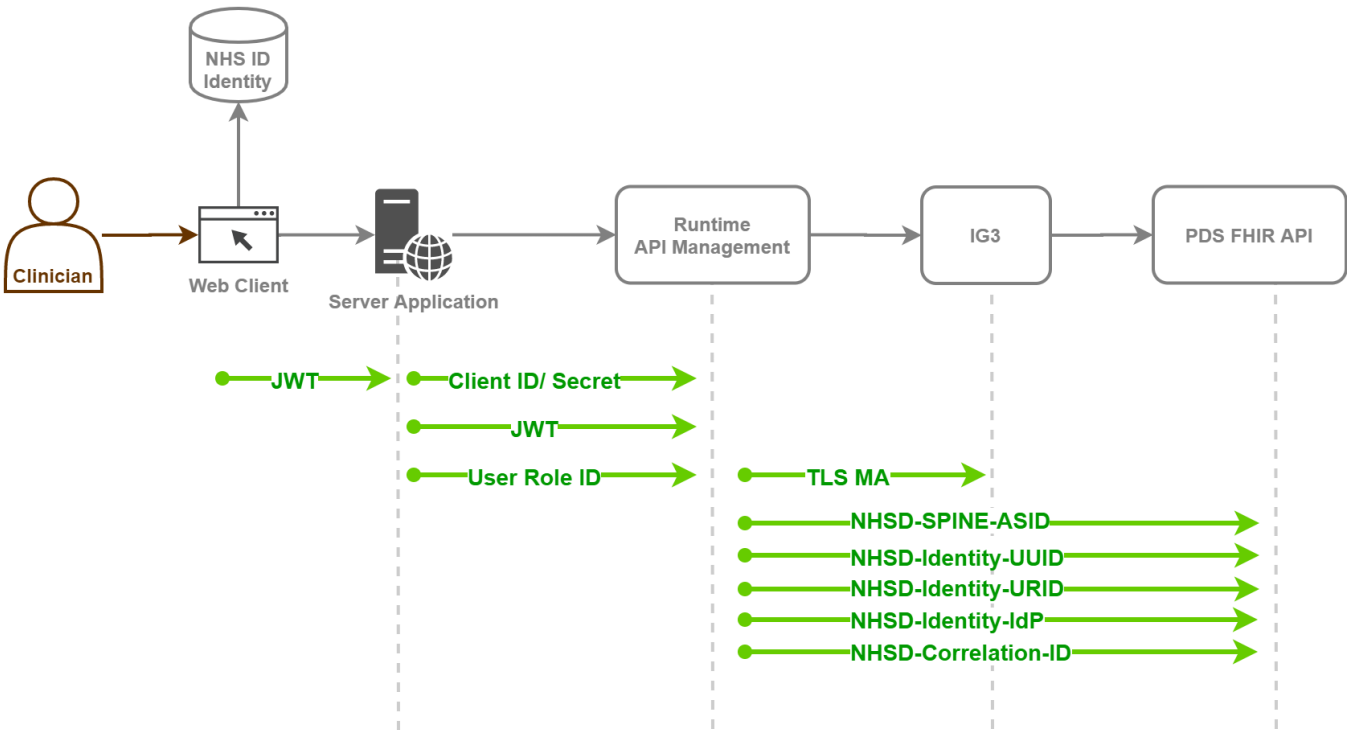 NHS ID
Identity
Clinician
Web Client
Server Application
Runtime
API Management
IG3
PDS FHIR API
JWT
Client ID/ Secret
JWT
User Role ID
TLS MA
NHSD-SPINE-ASID
NHSD-Identity-UUID
NHSD-Identity-URID
NHSD-Identity-IdP
NHSD-Correlation-ID